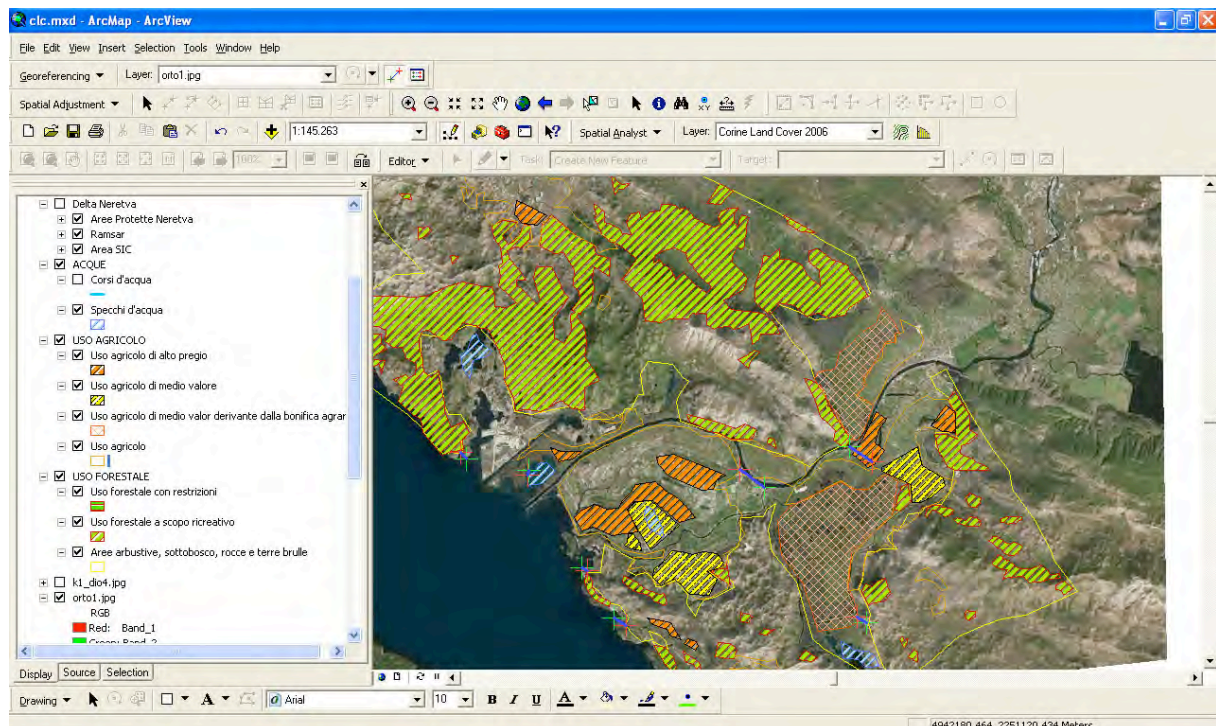 clc.mxd - ArcMap - ArcView
File Edit View Insert Selection Tools Window Help
Georeferencing Layer: orto1.jpg
Spatial Adjustment
1:145.263 Spatial Analyst Layer: Corine Land Cover 2006
100% Editor Task: Create New Feature Target:
Delta Neretva
Aree Protette Neretva
Ramsar
Area SIC
ACQUE
Corsi d'acqua
Specchi d'acqua
USO AGRICOLO
Uso agricolo di alto pregio
Uso agricolo di medio valore
Uso agricolo di medio valor derivante dalla bonifica agrar
Uso agricolo
USO FORESTALE
Uso forestale con restrizioni
Uso forestale a scopo ricreativo
Aree arbustive, sottobosco, rocce e terre brulle
k1_dio4.jpg
orto1.jpg
RGB
Red: Band_1
Green: Band_2
Display Source Selection
Drawing A Arial 10 B I U A
4942180,464 2251120,434 Meters